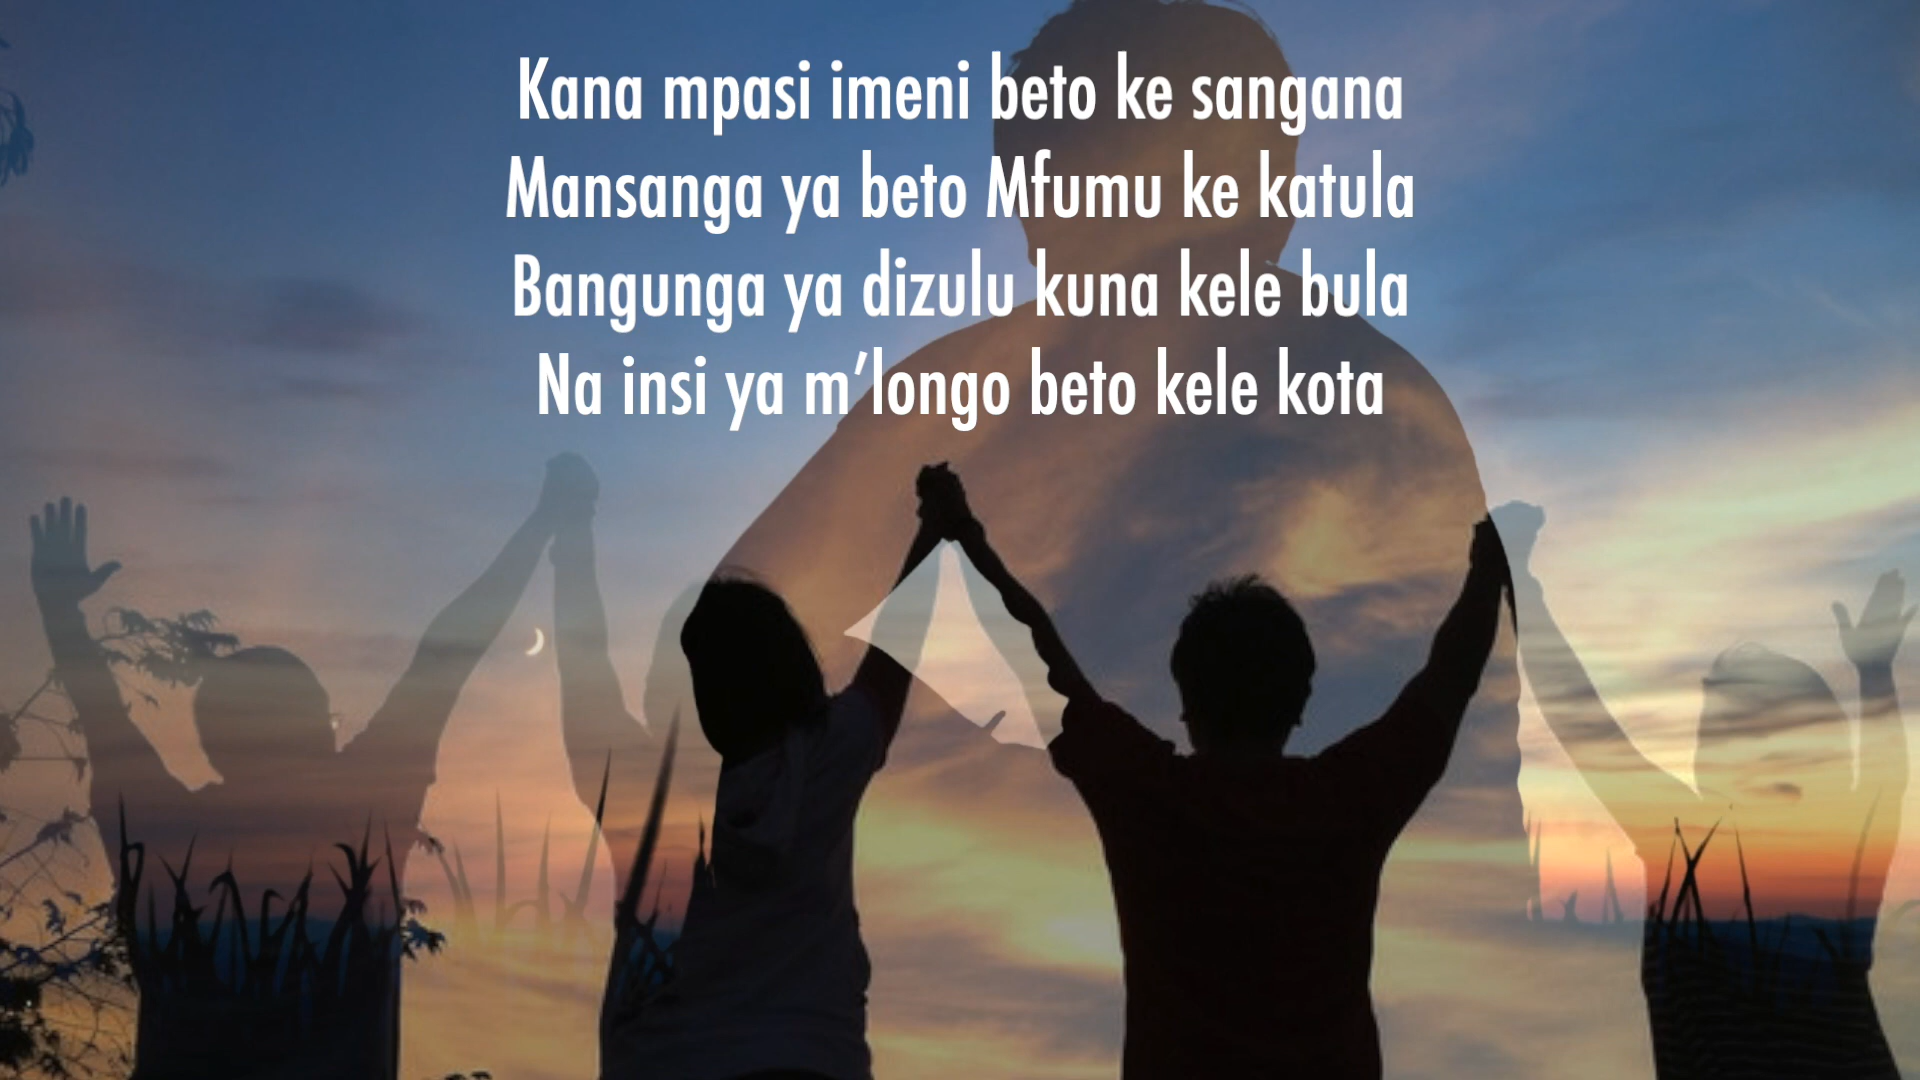 Kana mpasi imeni beto ke sangana
Mansanga ya beto Mfumu ke katula
Bangunga ya dizulu kuna kele bula
Na insi ya m’longo beto kele kota